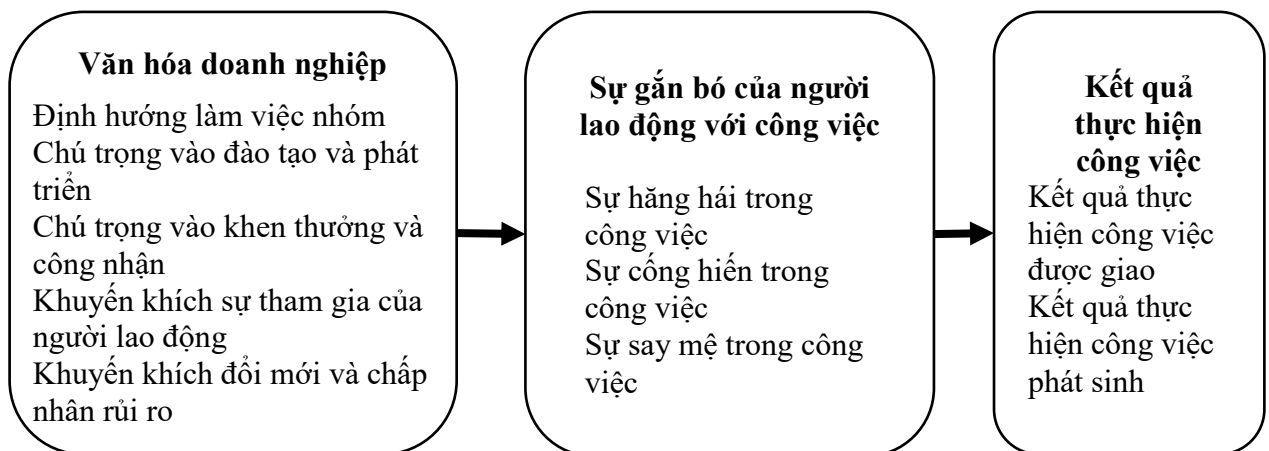 Văn hóa doanh nghiệp
Định hướng làm việc nhóm
Chú trọng vào đào tạo và phát
triển
Chú trọng vào khen thưởng và
công nhận
Khuyến khích sự tham gia của
người lao động
Khuyến khích đổi mới và chấp
nhân rủi ro
Sự gắn bó của người
lao động với công việc
Sự hăng hái trong
công việc
Sự cống hiến trong
công việc
Sự say mệ trong công
việc
Kết quả
thực hiện
công việc
Kết quả thực
hiện công việc
được giao
Kết quả thực
hiện công việc
phát sinh